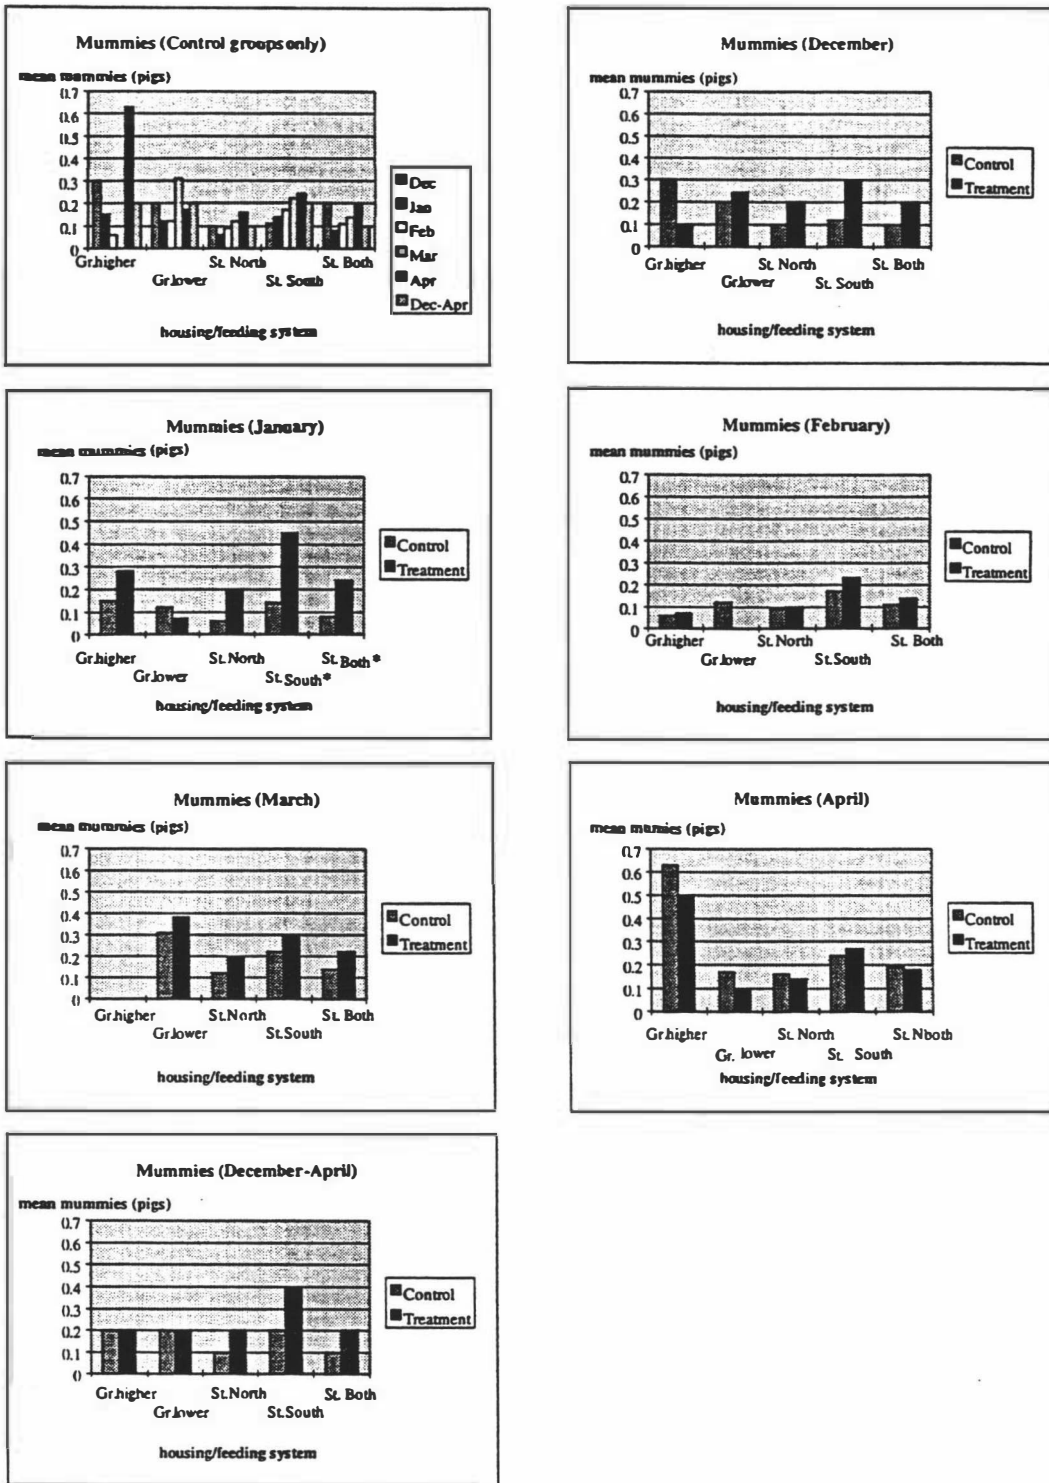 Mummies (Control groops only)
mean mummies (pigs)
0.7
0.6
0.5
0.4
0.3
0.2
0.1
0
Gr.higher
St. North
St. Both
Gr.lower
St. South
housing/feeding system
Dec
Jan
Feb
Mar
Apr
Dec-Apr
Mummies (December)
mean mummies (pigs)
0.7
0.6
0.5
0.4
0.3
0.2
0.1
0
Gr.higher
St. North
St. Both
Gr.lower
St. South
housing/feeding system
Control
Treatment
Mummies (January)
mean mummies (pigs)
0.7
0.6
0.5
0.4
0.3
0.2
0.1
0
Gr.higher
St.North
St.Both*
Gr.lower
St.South*
housing/feeding system
Control
Treatment
Mummies (February)
mean mummies (pigs)
0.7
0.6
0.5
0.4
0.3
0.2
0.1
0
Gr.higher
St.North
St. Both
Gr.lower
St.South
housing/feeding system
Control
Treatment
Mummies (March)
mean mummies (pigs)
0.7
0.6
0.5
0.4
0.3
0.2
0.1
0
Gr.higher
St.North
St. Both
Gr.lower
St.South
housing/feeding system
Control
Treatment
Mummies (April)
mean mumies (pigs)
0.7
0.6
0.5
0.4
0.3
0.2
0.1
0
Gr.higher
St. North
St. Nboth
Gr. lower
St. South
housing/feeding system
Control
Treatment
Mummies (December-April)
mean mummies (pigs)
0.7
0.6
0.5
0.4
0.3
0.2
0.1
0
Gr.higher
St.North
St. Both
Gr.lower
St.South
housing/feeding system
Control
Treatment